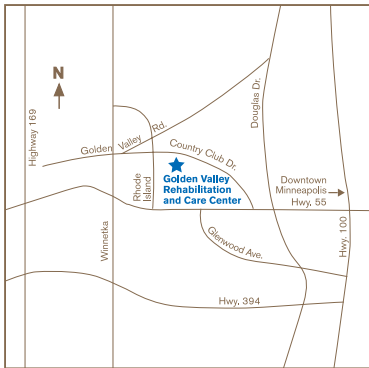 N
Highway 169
Golden Valley Rd.
Country Club Dr.
Douglas Dr.
Rhode
Island
Golden Valley
Rehabilitation
and Care Center
Downtown
Minneapolis
Hwy. 55
Winnetka
Glenwood Ave.
Hwy. 100
Hwy. 394